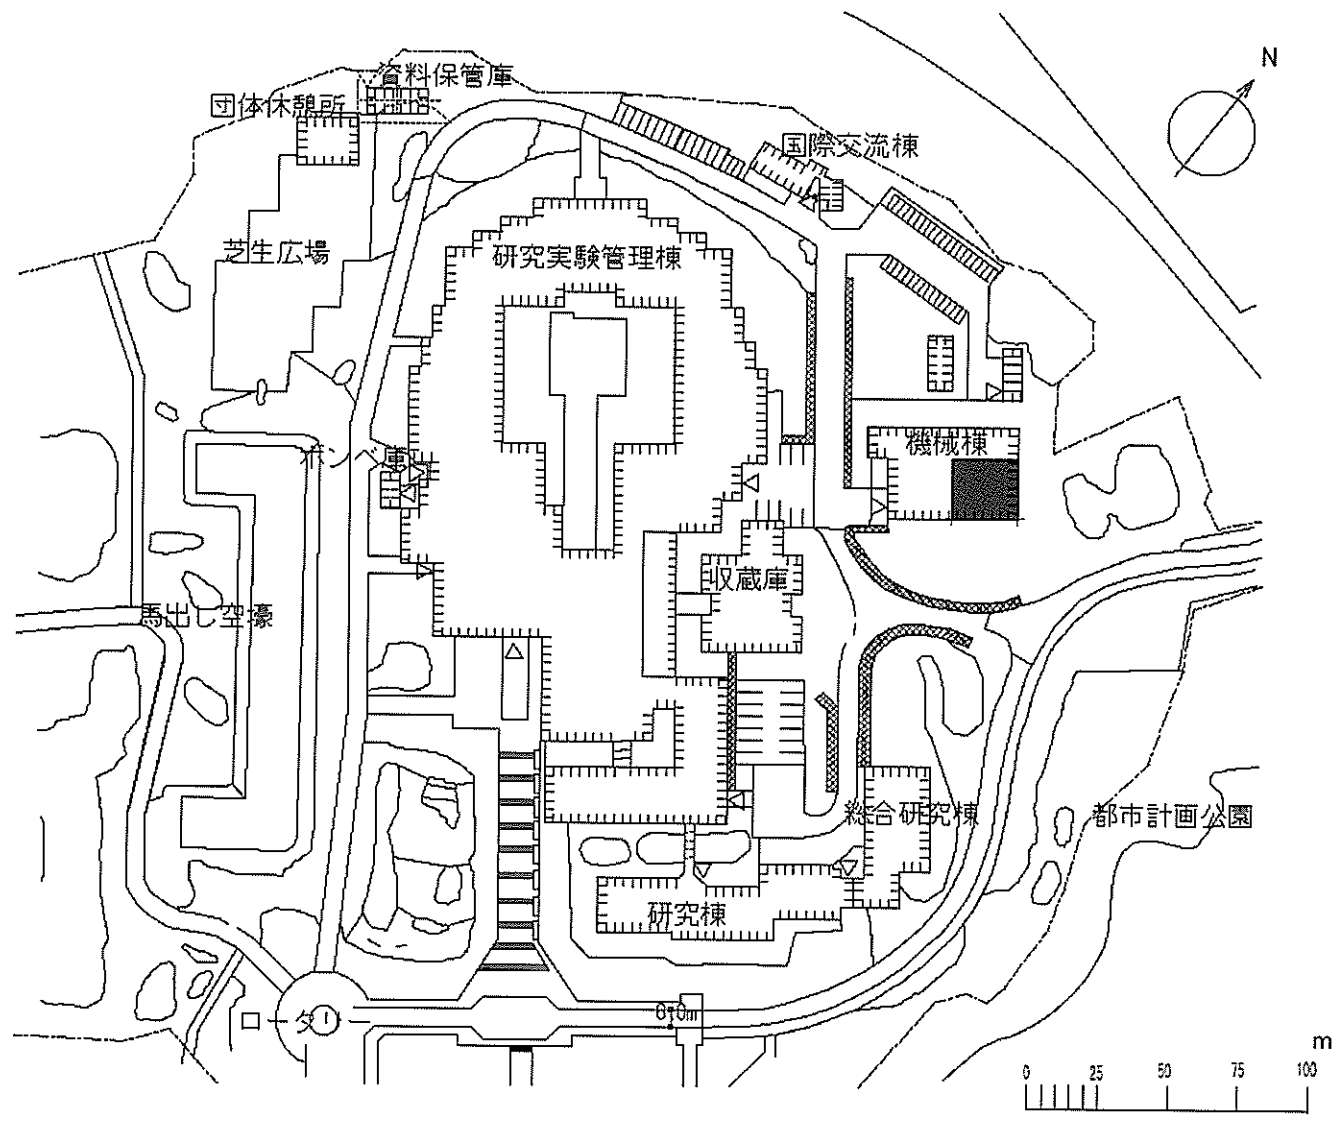 N
資料保管庫
団体休憩所
国際交流棟
芝生広場
研究実験管理棟
機械棟
ボンベ庫
収蔵庫
馬出し空壕
総合研究棟
都市計画公園
研究棟
ロータリー
6.0m
m
0 25 50 75 100